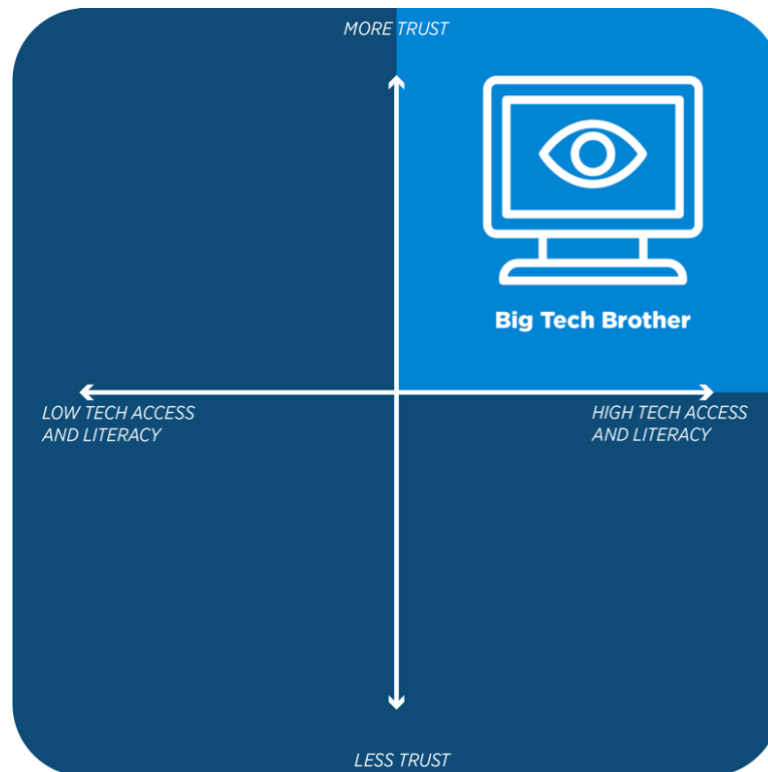 MORE TRUST
Big Tech Brother
LOW TECH ACCESS
AND LITERACY
HIGH TECH ACCESS
AND LITERACY
LESS TRUST